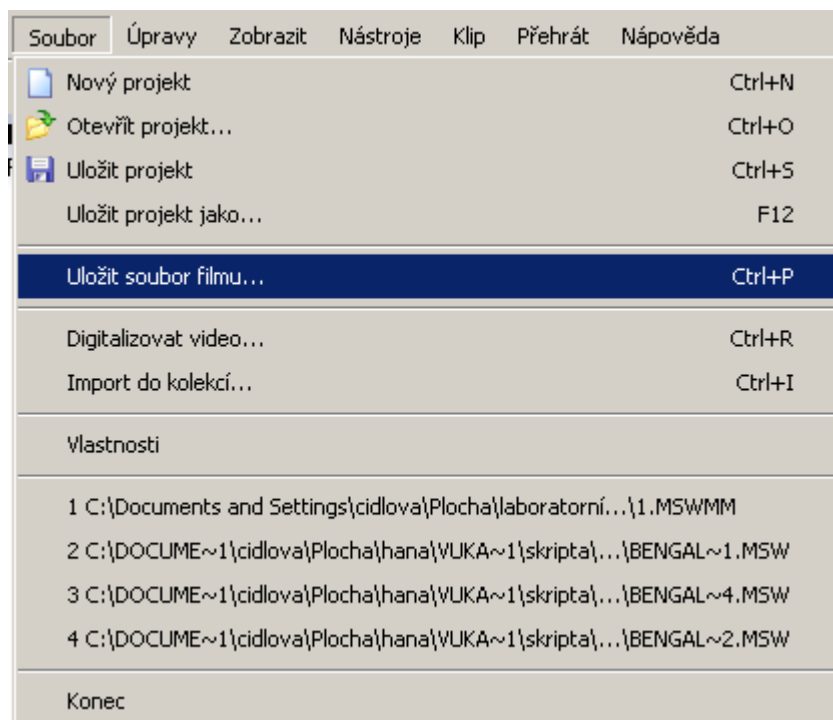 Soubor Úpravy Zobrazit Nástroje Klip Přehrát Nápověda
Nový projekt Ctrl+N
Otevřít projekt... Ctrl+O
Uložit projekt Ctrl+S
Uložit projekt jako... F12
Uložit soubor filmu... Ctrl+P
Digitalizovat video... Ctrl+R
Import do kolekcí... Ctrl+I
Vlastnosti
1 C:\Documents and Settings\cidlova\Plocha\laboratorní...\1.MSWMM
2 C:\DOCUME~1\cidlova\Plocha\hana\VUKA~1\skripta\...\BENGAL~1.MSW
3 C:\DOCUME~1\cidlova\Plocha\hana\VUKA~1\skripta\...\BENGAL~4.MSW
4 C:\DOCUME~1\cidlova\Plocha\hana\VUKA~1\skripta\...\BENGAL~2.MSW
Konec